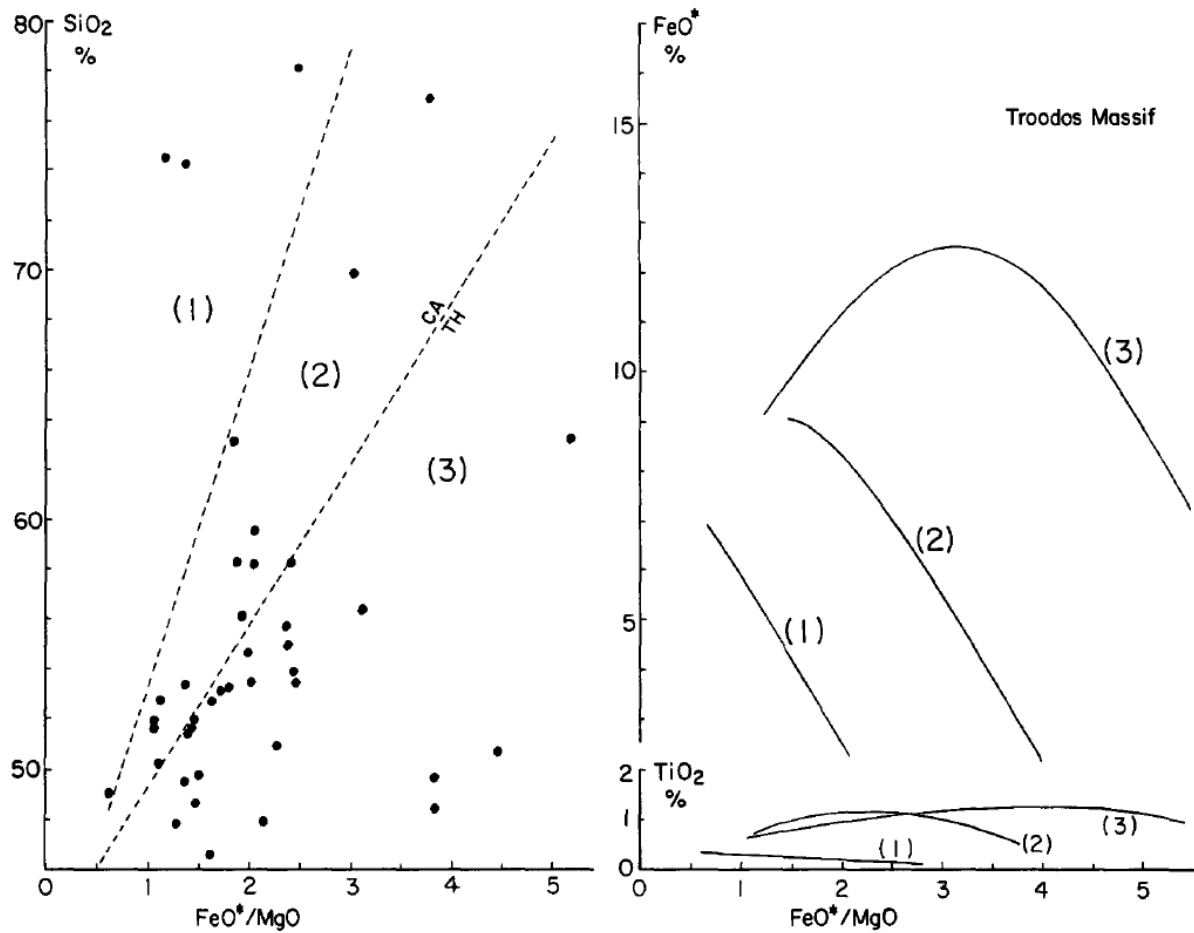 SiO2
%
80
70
60
50
(1)
(2)
(3)
CA
TH
0 1 2 3 4 5
FeO*/MgO
FeO*
%
Troodos Massif
15
10
5
(3)
(2)
(1)
2
1
0
TiO2
%
(1)
(2)
(3)
1 2 3 4 5
FeO*/MgO
0